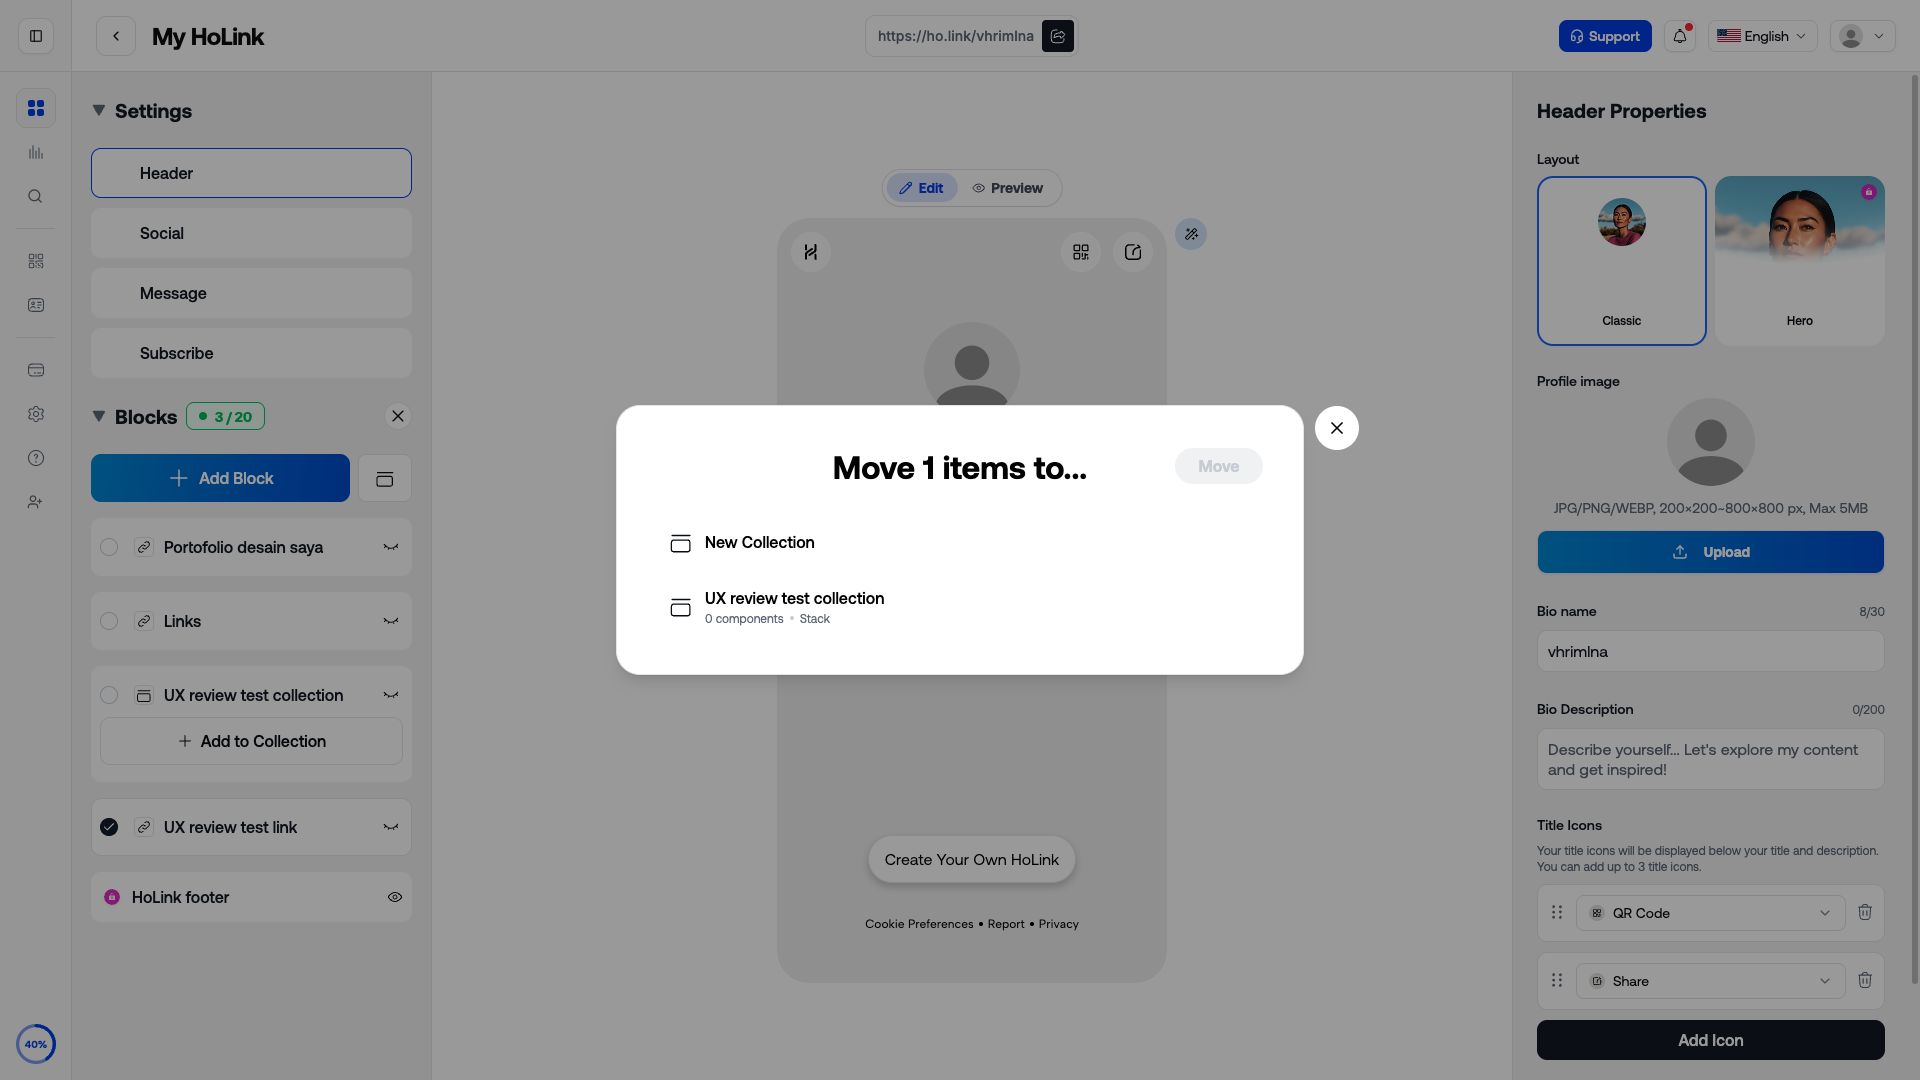 My HoLink
https://ho.link/vhrimlna
Support
English
Settings
Header
Social
Message
Subscribe
Blocks
3 / 20
Add Block
Portofolio desain saya
Links
UX review test collection
Add to Collection
UX review test link
HoLink footer
40%
Edit
Preview
Move 1 items to...
Move
New Collection
UX review test collection
0 components • Stack
Create Your Own HoLink
Cookie Preferences • Report • Privacy
Header Properties
Layout
Classic
Hero
Profile image
JPG/PNG/WEBP, 200×200~800×800 px, Max 5MB
Upload
Bio name
8/30
vhrimlna
Bio Description
0/200
Describe yourself... Let's explore my content
and get inspired!
Title Icons
Your title icons will be displayed below your title and description.
You can add up to 3 title icons.
QR Code
Share
Add Icon